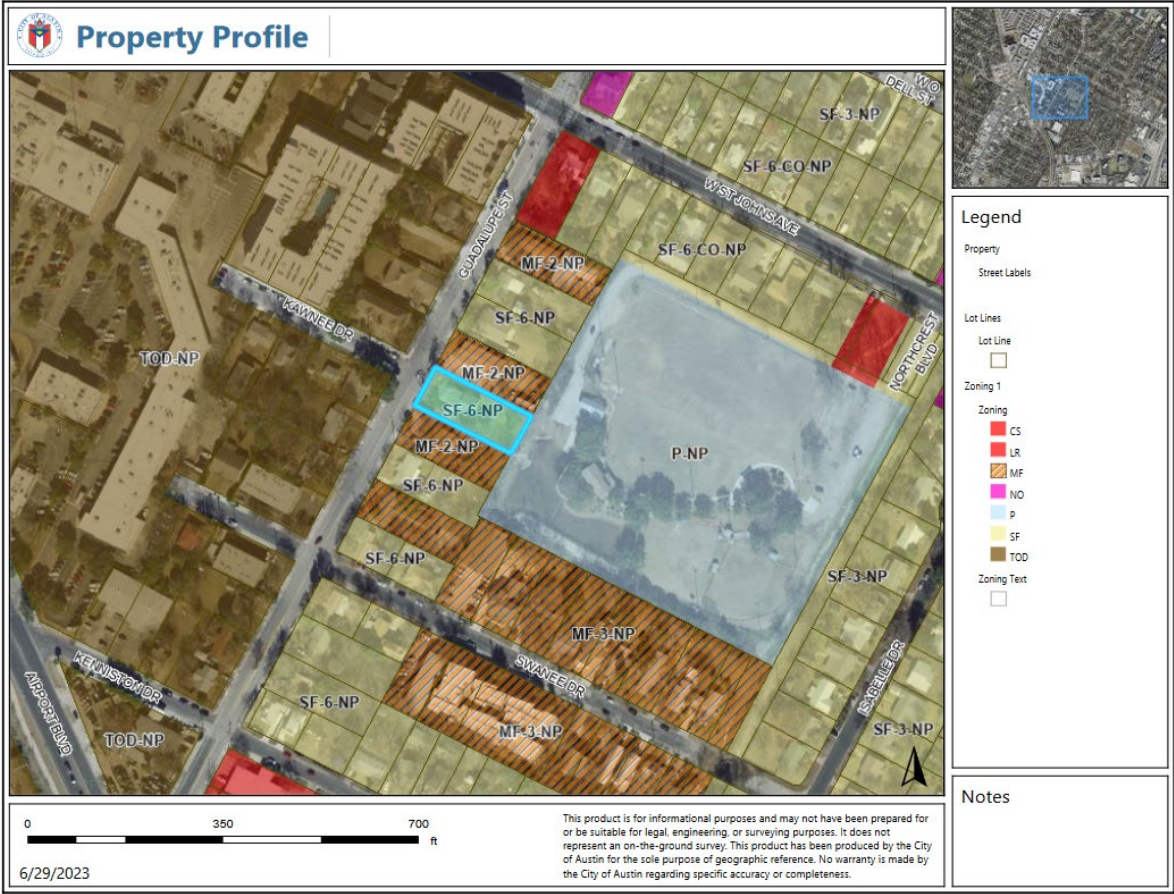 CITY OF AUSTIN
Property Profile
W O
DELL ST
SF-3-NP
SF-6-CO-NP
W ST JOHNS AVE
GUADALUPE ST
SF-6-CO-NP
MF-2-NP
KAWNEE DR
SF-6-NP
NORTHCREST
BLVD
TOD-NP
MF-2-NP
SF-6-NP
MF-2-NP
P-NP
SF-6-NP
SF-6-NP
SF-3-NP
MF-3-NP
SWANEE DR
ISABELLE DR
KENNISTON DR
AIRPORT BLVD
SF-6-NP
MF-3-NP
SF-3-NP
TOD-NP
Legend
Property
Street Labels
Lot Lines
Lot Line
Zoning 1
Zoning
CS
LR
MF
NO
P
SF
TOD
Zoning Text
Notes
0 350 700
ft
6/29/2023
This product is for informational purposes and may not have been prepared for
or be suitable for legal, engineering, or surveying purposes. It does not
represent an on-the-ground survey. This product has been produced by the City
of Austin for the sole purpose of geographic reference. No warranty is made by
the City of Austin regarding specific accuracy or completeness.